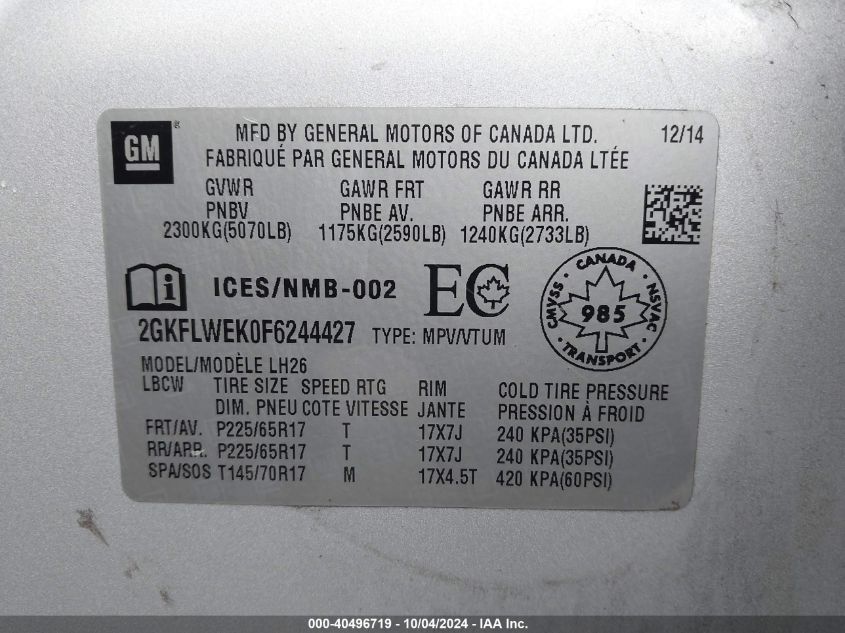 GM ®
MFD BY GENERAL MOTORS OF CANADA LTD. 12/14
FABRIQUÉ PAR GENERAL MOTORS DU CANADA LTÉE
GVWR GAWR FRT GAWR RR
PNBV PNBE AV. PNBE ARR.
2300KG(5070LB) 1175KG(2590LB) 1240KG(2733LB)
ICES/NMB-002 EC
CANADA
CMVSS 985 NSVAC
TRANSPORT
2GKFLWEK0F6244427 TYPE: MPV/VTUM
MODEL/MODÈLE LH26
LBCW TIRE SIZE SPEED RTG RIM COLD TIRE PRESSURE
DIM. PNEU COTE VITESSE JANTE PRESSION À FROID
FRT/AV. P225/65R17 T 17X7J 240 KPA(35PSI)
RR/ARR. P225/65R17 T 17X7J 240 KPA(35PSI)
SPA/SOS T145/70R17 M 17X4.5T 420 KPA(60PSI)
000-40496719 - 10/04/2024 - IAA Inc.